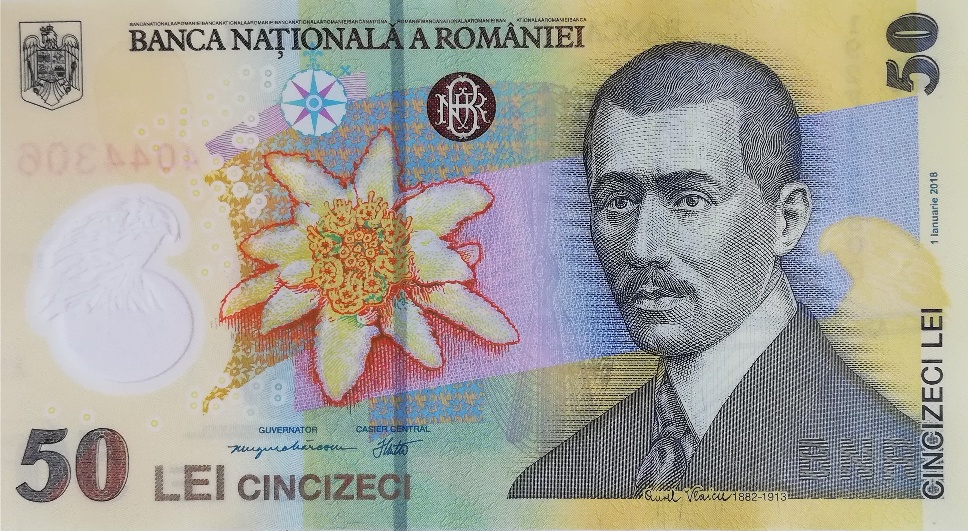 BANCA NAȚIONALĂ A ROMÂNIEI
50
1 ianuarie 2018
CINCIZECI LEI
GUVERNATOR CASIER CENTRAL
50 LEI CINCIZECI
Aurel Vlaicu 1882-1913